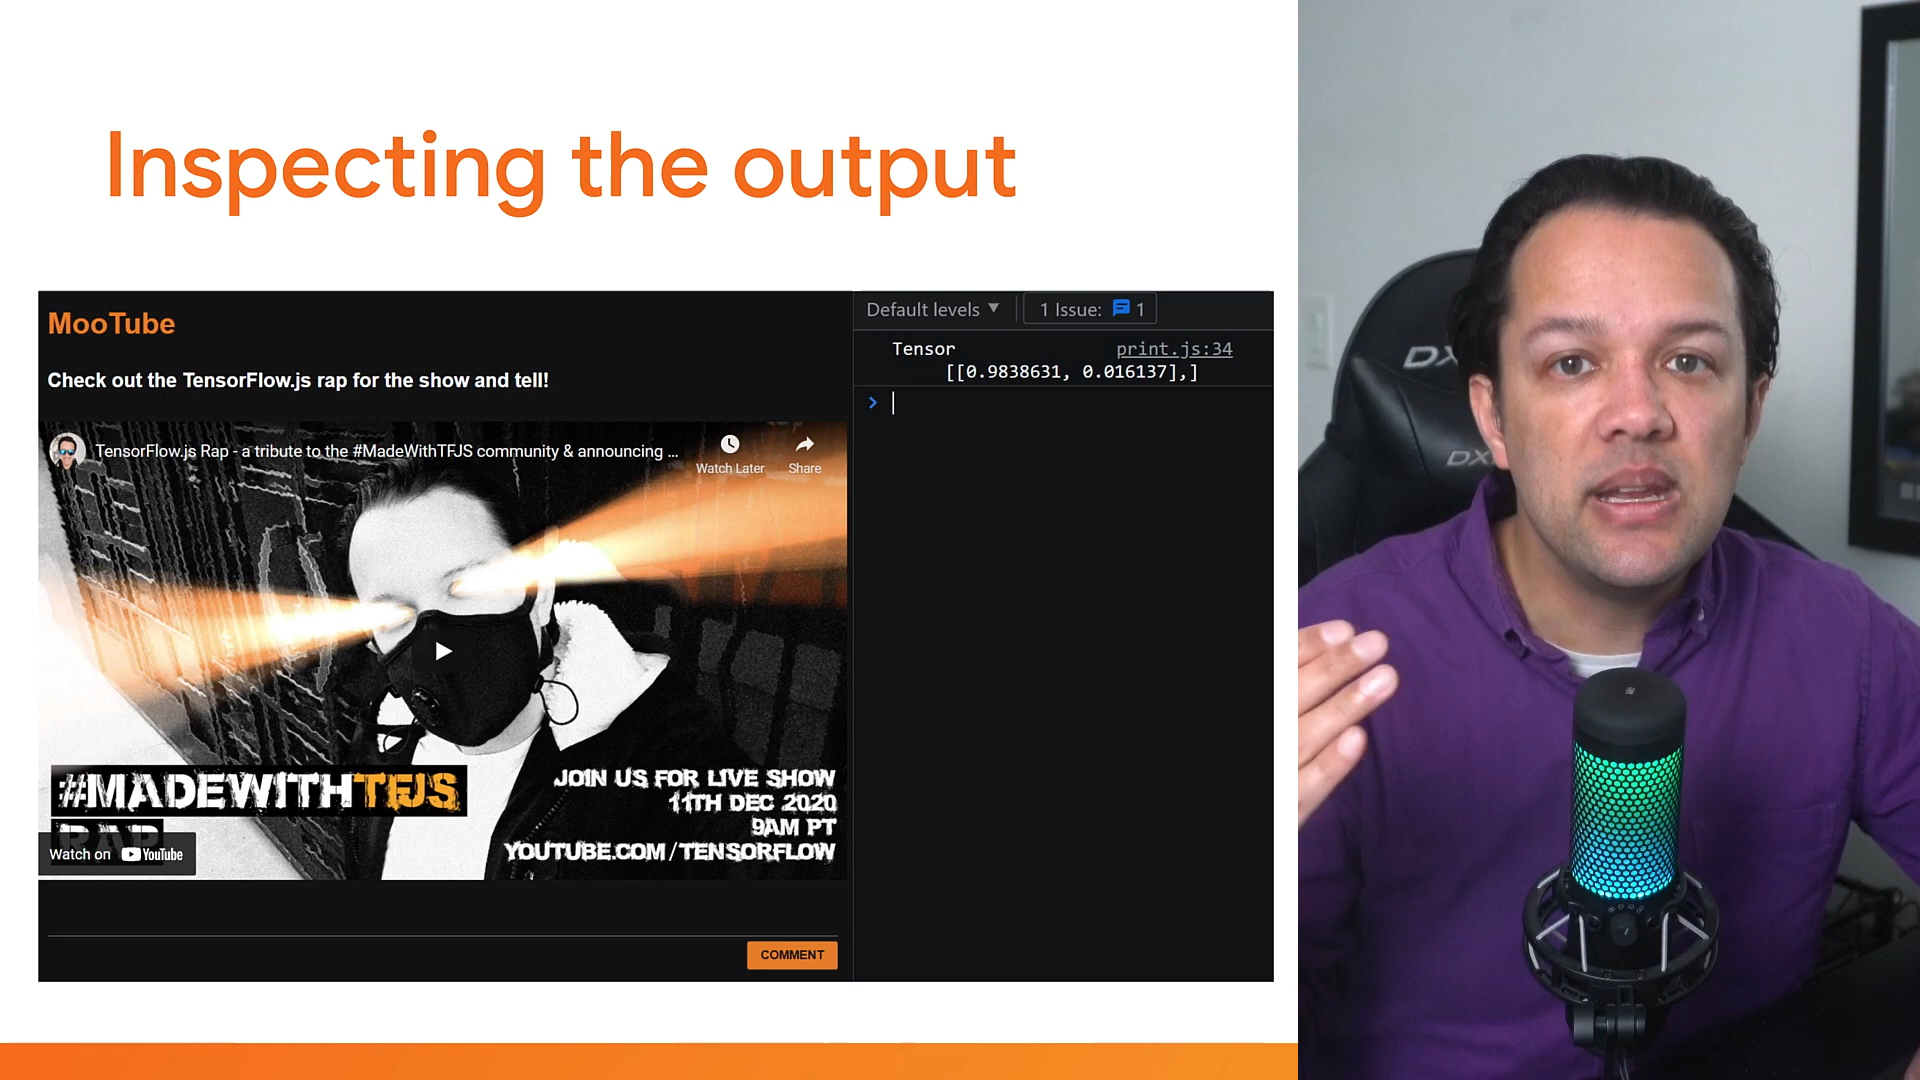 Inspecting the output
MooTube
Check out the TensorFlow.js rap for the show and tell!
TensorFlow.js Rap - a tribute to the #MadeWithTFJS community & announcing ...
Watch Later
Share
#MADEWITHTFJS
RAP
JOIN US FOR LIVE SHOW
11TH DEC 2020
9AM PT
YOUTUBE.COM/TENSORFLOW
Watch on YouTube
COMMENT
Default levels ▼
1 Issue: 1
Tensor print.js:34
[[0.9838631, 0.016137],]
>
DX
DX